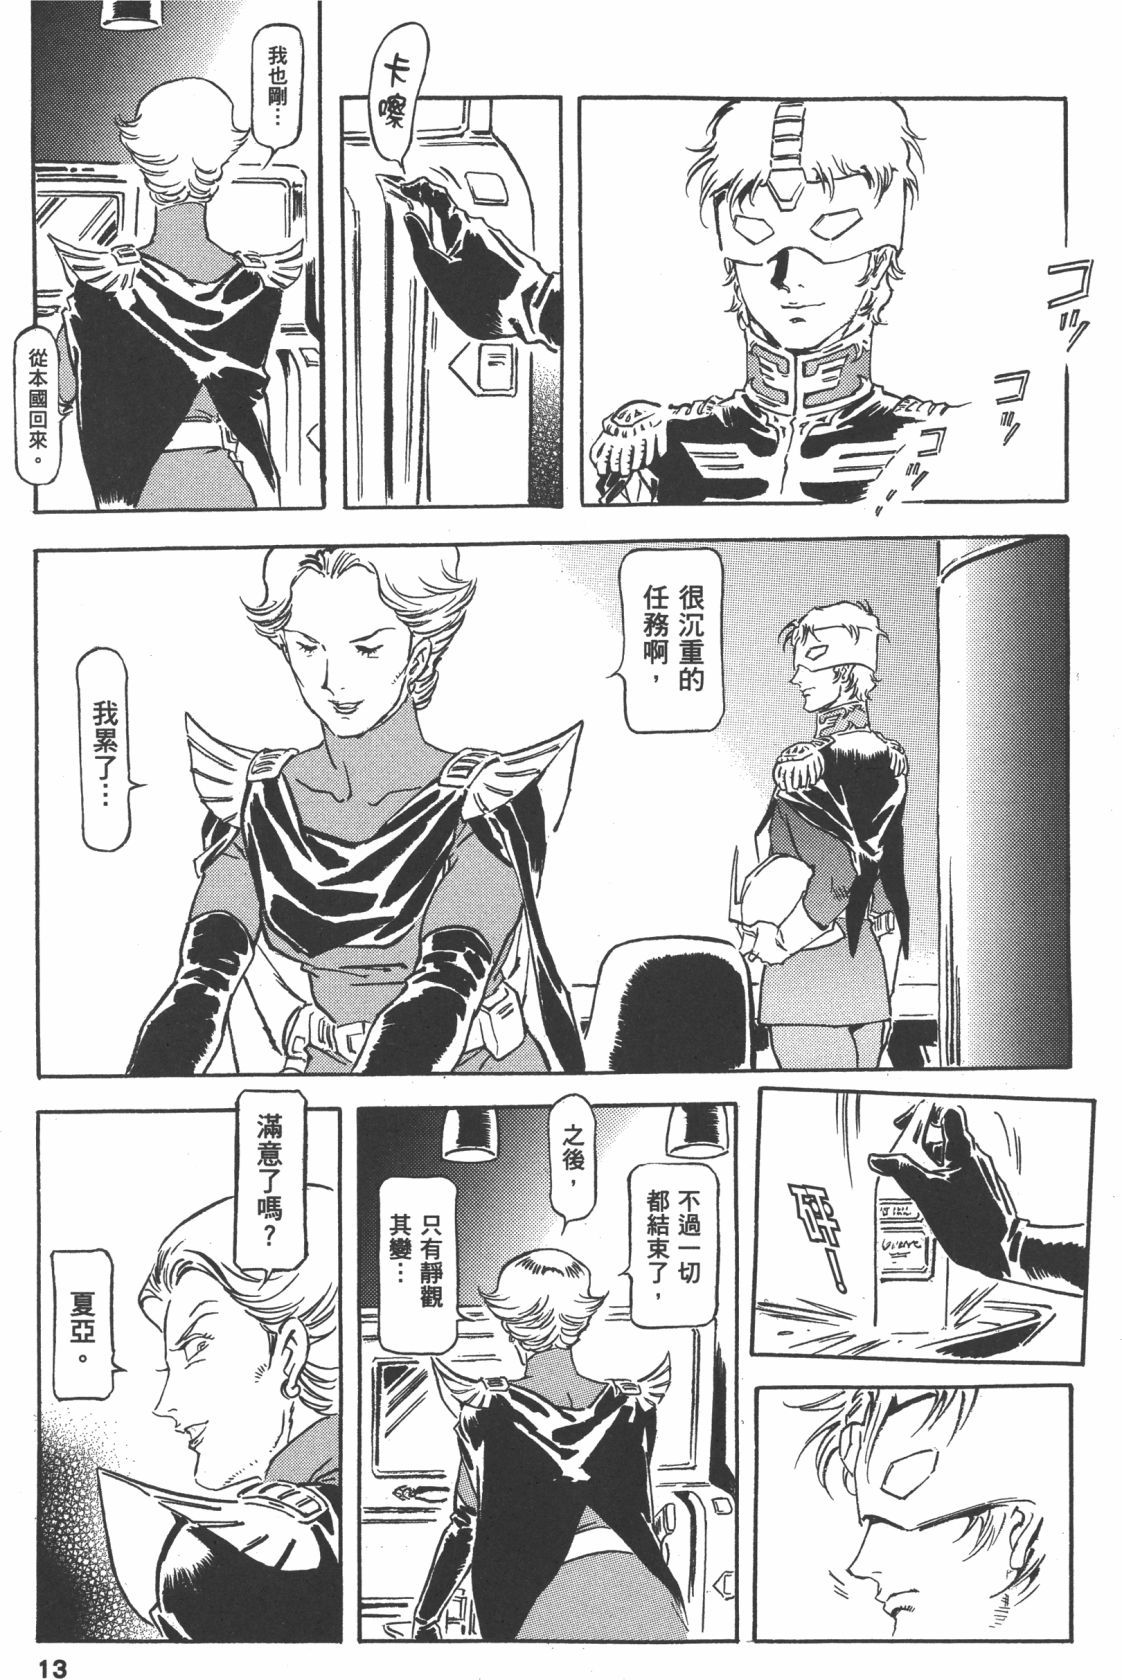 コッ
コッ
コッ
卡嚓
我也剛…
從本國回來。
很沉重的
任務啊，
我累了…
砰！
不過一切
都結束了，
之後，
只有靜觀
其變…
滿意了嗎？
夏亞。
13